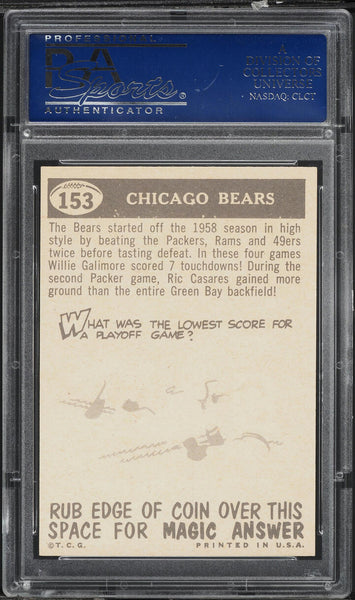 PROFESSIONAL
PSA
Sports
®
AUTHENTICATOR
A
DIVISION OF
COLLECTORS
UNIVERSE
NASDAQ: CLCT
153
CHICAGO BEARS
The Bears started off the 1958 season in high
style by beating the Packers, Rams and 49ers
twice before tasting defeat. In these four games
Willie Galimore scored 7 touchdowns! During the
second Packer game, Ric Casares gained more
ground than the entire Green Bay backfield!
WHAT WAS THE LOWEST SCORE FOR
A PLAYOFF GAME?
RUB EDGE OF COIN OVER THIS
SPACE FOR MAGIC ANSWER
©T.C.G. PRINTED IN U.S.A.